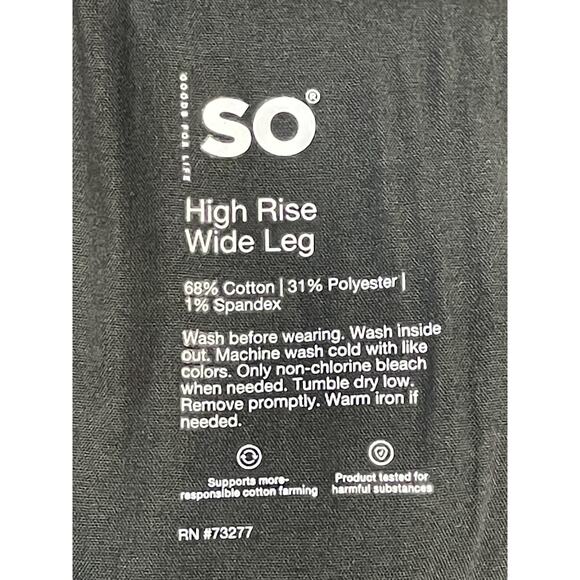 GOODS FOR LIFE
SO®
High Rise
Wide Leg
68% Cotton | 31% Polyester |
1% Spandex
Wash before wearing. Wash inside
out. Machine wash cold with like
colors. Only non-chlorine bleach
when needed. Tumble dry low.
Remove promptly. Warm iron if
needed.
Supports more-
responsible cotton farming
Product tested for
harmful substances
RN #73277